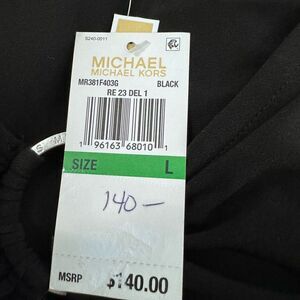 S240-0011
MICHAEL
MICHAEL KORS
MR381F403G BLACK
RE 23 DEL 1
1 96163 68010 1
SIZE L
140-
MSRP $140.00